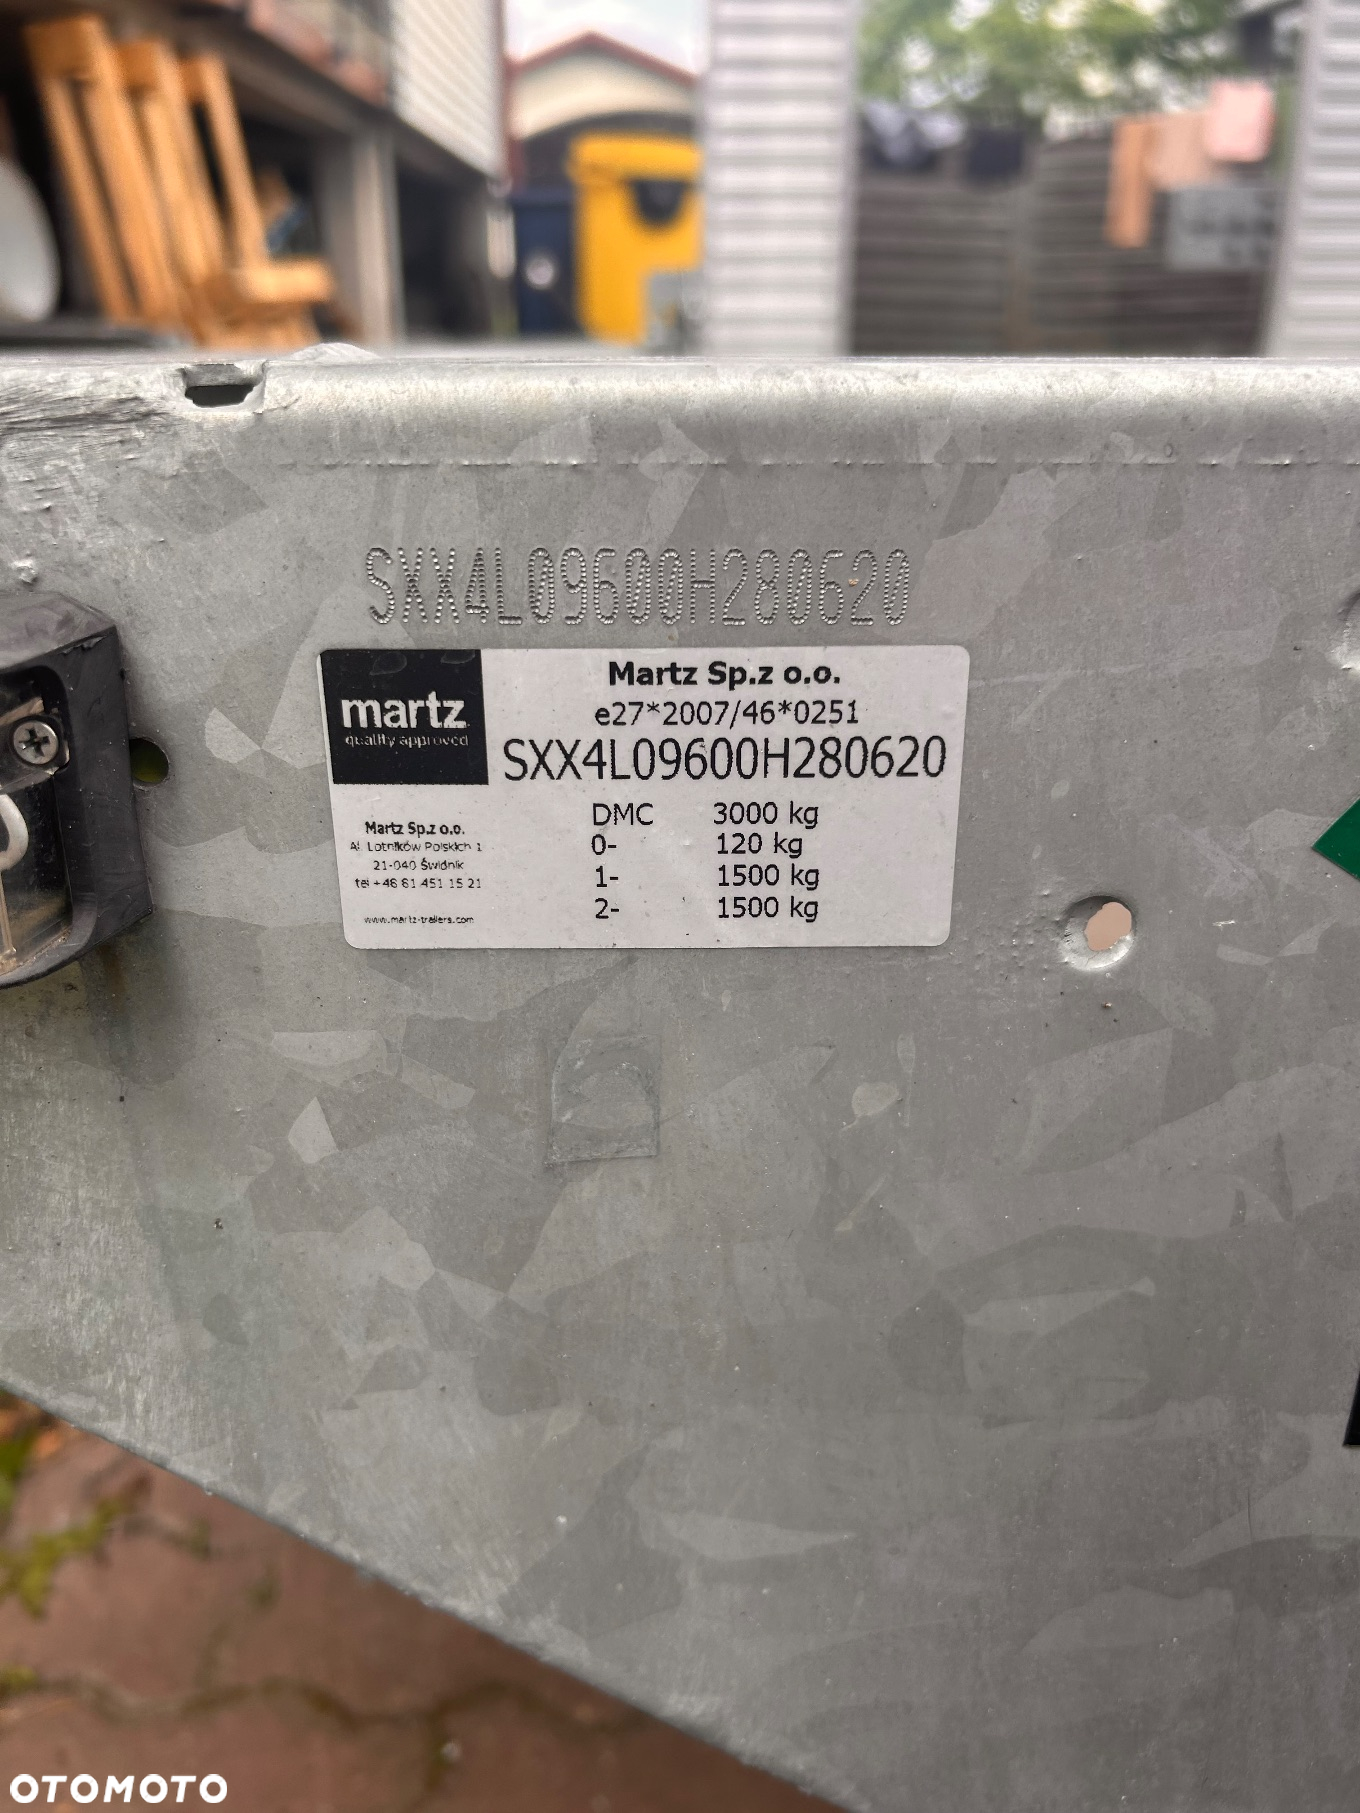 SXX4L09600H280620
martz
quality approved
Martz Sp.z o.o.
e27*2007/46*0251
SXX4L09600H280620
DMC 3000 kg
0- 120 kg
1- 1500 kg
2- 1500 kg
Martz Sp.z o.o.
Al. Lotników Polskich 1
21-040 Świdnik
tel +48 81 451 15 21
www.martz-trailers.com
OTOMOTO